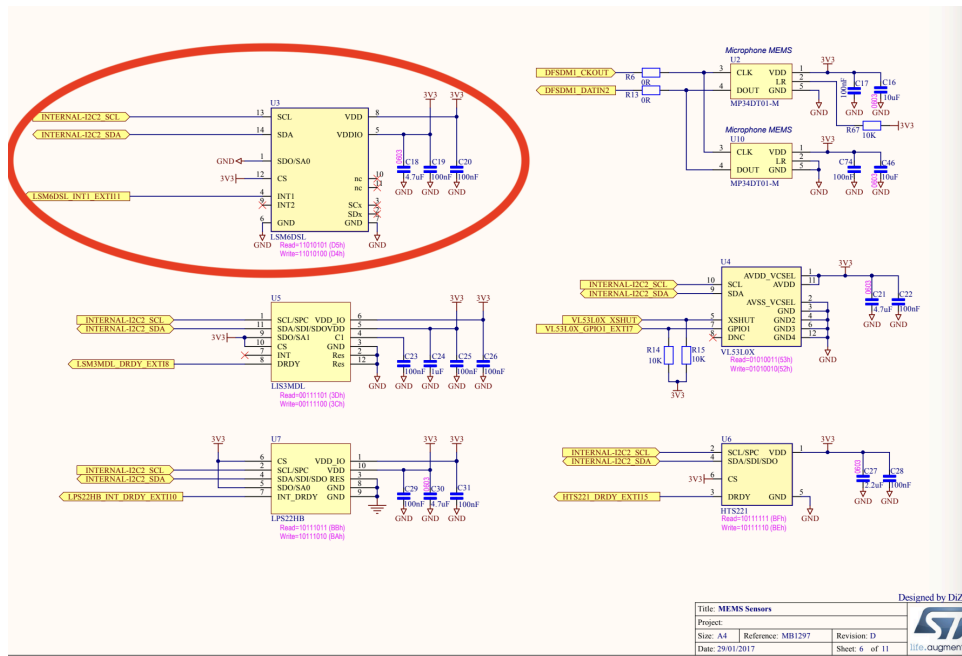 U3
INTERNAL-I2C2_SCL 13 SCL VDD 8 3V3 3V3
INTERNAL-I2C2_SDA 14 SDA VDDIO 5
GND 1 SDO/SA0
3V3 12 CS nc 10
nc 11
0603
C18 C19 C20
4.7uF 100nF 100nF
GND GND GND
LSM6DSL_INT1_EXTI11 4 INT1 SCx
9 INT2 SDx
6 GND GND 7
GND GND
LSM6DSL
Read=11010101 (D5h)
Write=11010100 (D4h)
Microphone MEMS
U2
DFSDM1_CKOUT R6 0R 3 CLK VDD 1 3V3
DFSDM1_DATIN2 R13 0R 4 DOUT LR 2
GND 5
MP34DT01-M
100nF C17 C16
0603 10uF
GND GND GND
R67 10K 3V3
Microphone MEMS
U10
3 CLK VDD 1 3V3
LR 2
4 DOUT GND 5
MP34DT01-M
C74 C46
100nF 0603 10uF
GND GND GND
U4
INTERNAL-I2C2_SCL 10 SCL AVDD_VCSEL 1 3V3
INTERNAL-I2C2_SDA 9 SDA AVDD 11
AVSS_VCSEL 2
GND 3
VL53L0X_XSHUT 5 XSHUT GND2 4
VL53L0X_GPIO1_EXTI7 7 GPIO1 GND3 6
8 DNC GND4 12
VL53L0X
Read=01010011(53h)
Write=01010010(52h)
R14 R15
10K 10K
3V3
GND
0603
C21 C22
4.7uF 100nF
GND GND
U5
INTERNAL-I2C2_SCL 1 SCL/SPC VDD_IO 6 3V3 3V3
INTERNAL-I2C2_SDA 11 SDA/SDI/SDO VDD 5
3V3 9 SDO/SA1 C1 4
10 CS GND 3
7 INT Res 2
LSM3MDL_DRDY_EXTI8 8 DRDY Res 12
LIS3MDL
Read=00111101 (3Dh)
Write=00111100 (3Ch)
C23 C24 C25 C26
100nF 1uF 100nF 100nF
GND GND GND GND GND
U7
3V3 6 CS VDD_IO 1 3V3 3V3
INTERNAL-I2C2_SCL 2 SCL/SPC VDD 10
INTERNAL-I2C2_SDA 4 SDA/SDI/SDO RES 3
5 SDO/SA0 GND 8
LPS22HB_INT_DRDY_EXTI10 7 INT_DRDY GND 9
LPS22HB
Read=10111011 (BBh)
Write=10111010 (BAh)
0603
C29 C30 C31
100nF 4.7uF 100nF
GND GND GND
U6
INTERNAL-I2C2_SCL 2 SCL/SPC VDD 1 3V3
INTERNAL-I2C2_SDA 4 SDA/SDI/SDO
3V3 6 CS
HTS221_DRDY_EXTI15 3 DRDY GND 5
HTS221
Read=10111111 (BFh)
Write=10111110 (BEh)
GND
0603
C27 C28
2.2uF 100nF
GND GND
Designed by DiZ
Title: MEMS Sensors
Project:
Size: A4 Reference: MB1297 Revision: D
Date: 29/01/2017 Sheet: 6 of 11
ST
life.augmen